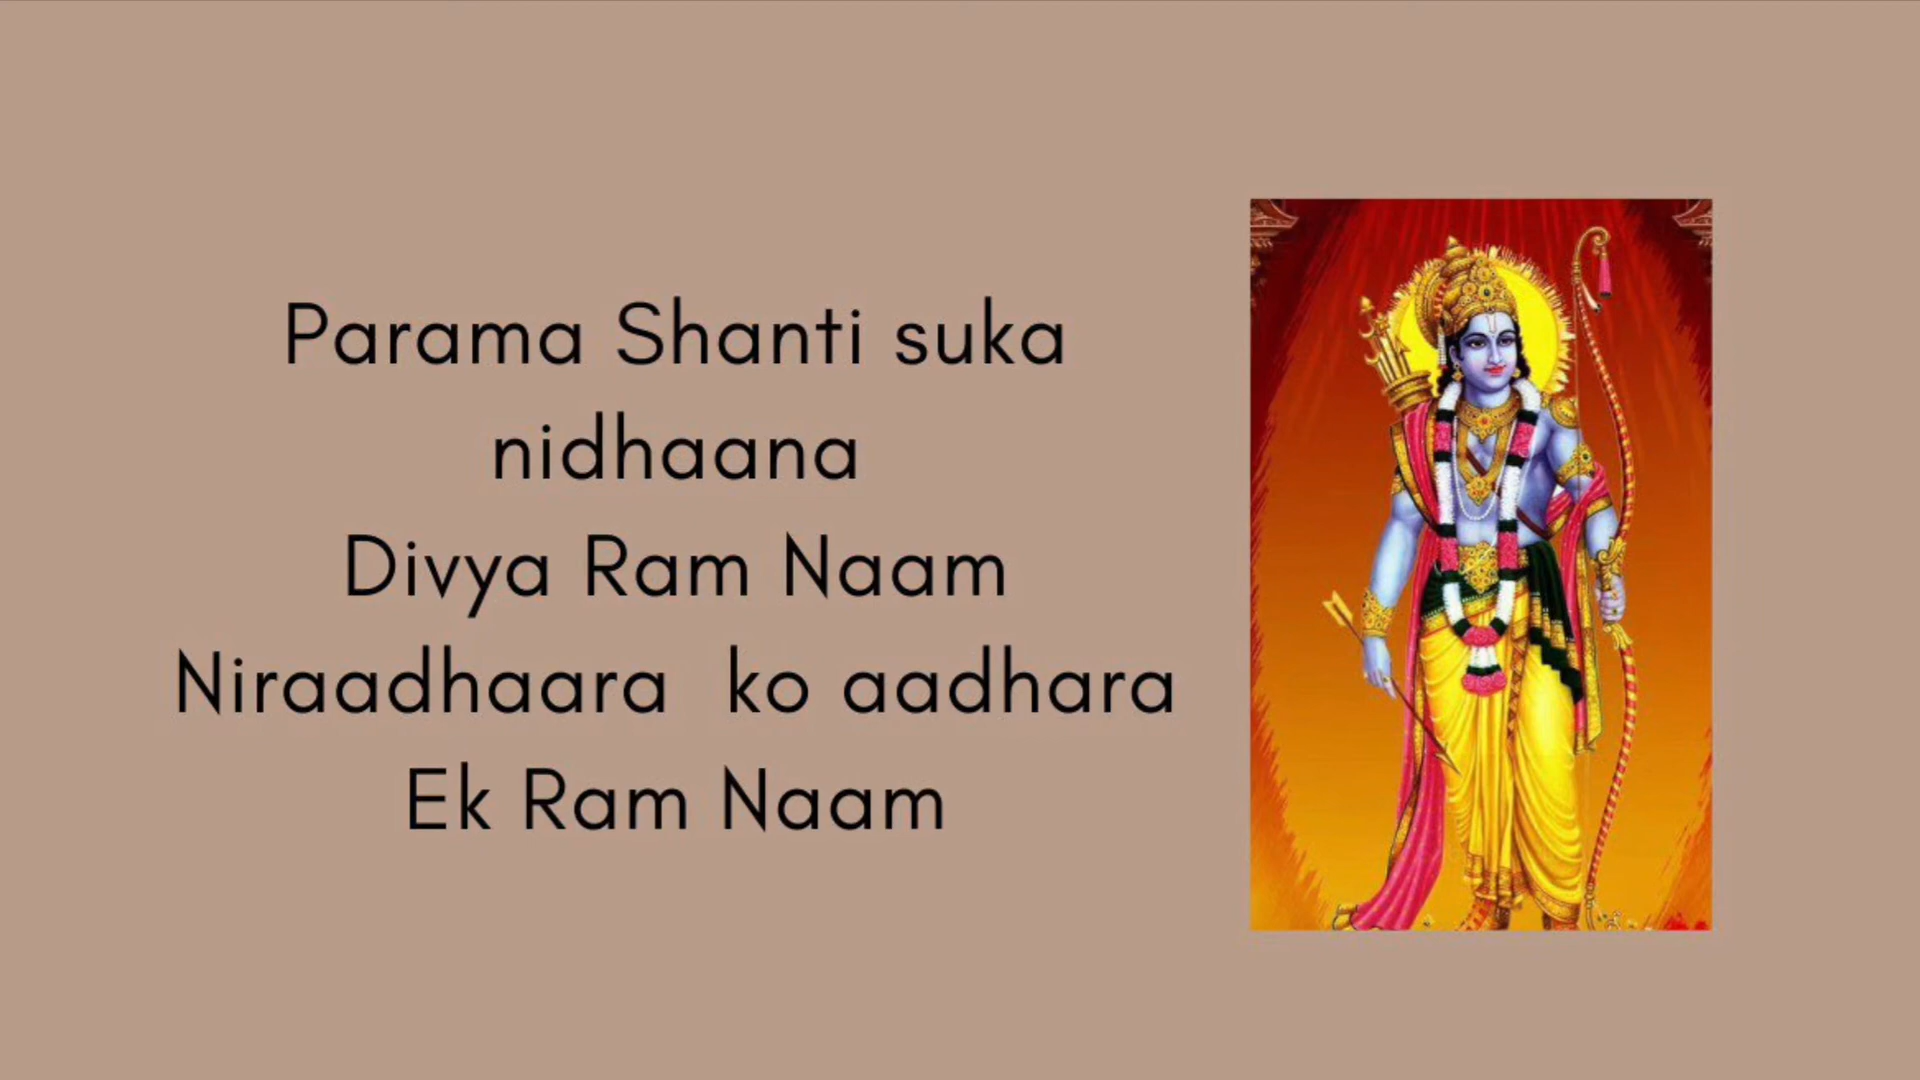 Parama Shanti suka
nidhaana
Divya Ram Naam
Niraadhaara ko aadhara
Ek Ram Naam